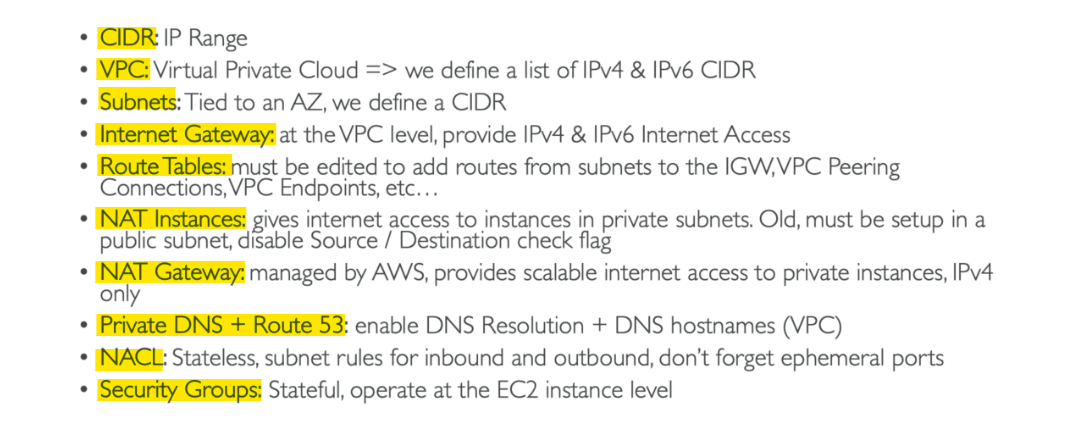 • CIDR: IP Range
• VPC: Virtual Private Cloud => we define a list of IPv4 & IPv6 CIDR
• Subnets: Tied to an AZ, we define a CIDR
• Internet Gateway: at the VPC level, provide IPv4 & IPv6 Internet Access
• Route Tables: must be edited to add routes from subnets to the IGW, VPC Peering
Connections, VPC Endpoints, etc…
• NAT Instances: gives internet access to instances in private subnets. Old, must be setup in a
public subnet, disable Source / Destination check flag
• NAT Gateway: managed by AWS, provides scalable internet access to private instances, IPv4
only
• Private DNS + Route 53: enable DNS Resolution + DNS hostnames (VPC)
• NACL: Stateless, subnet rules for inbound and outbound, don't forget ephemeral ports
• Security Groups: Stateful, operate at the EC2 instance level